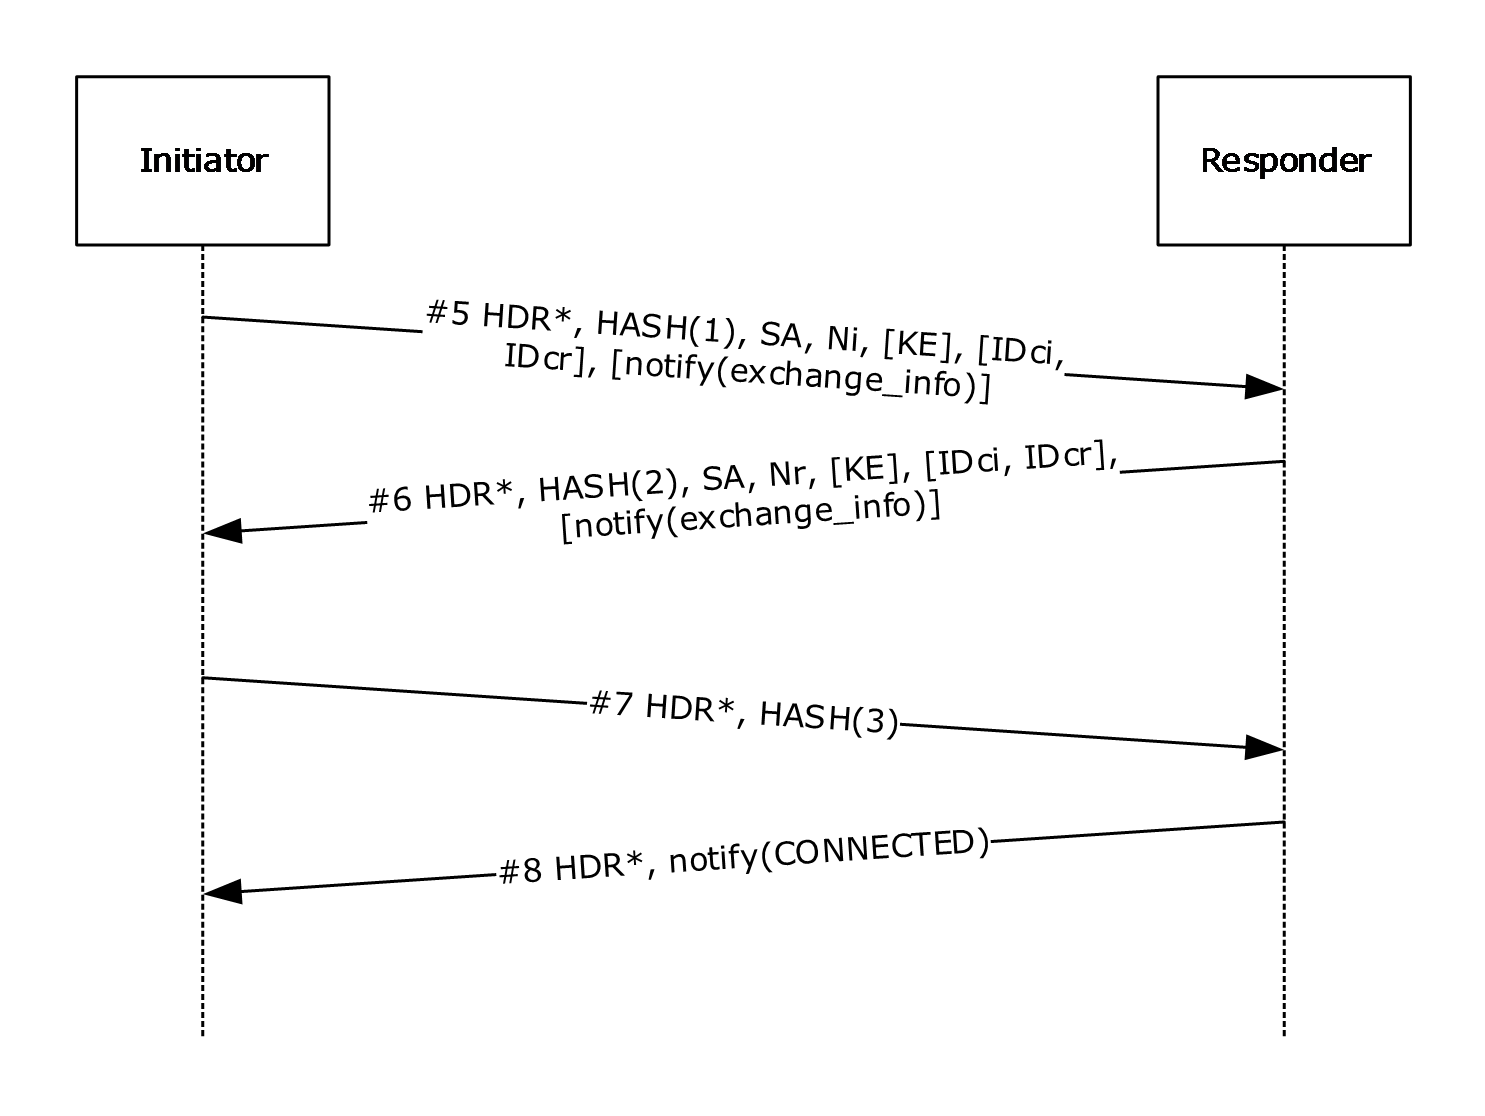 Initiator
Responder
#5 HDR*, HASH(1), SA, Ni, [KE], [IDci,
IDcr], [notify(exchange_info)]
#6 HDR*, HASH(2), SA, Nr, [KE], [IDci, IDcr],
[notify(exchange_info)]
#7 HDR*, HASH(3)
#8 HDR*, notify(CONNECTED)